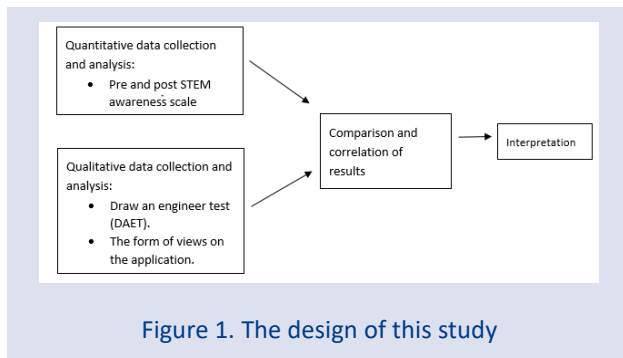 Quantitative data collection
and analysis:
• Pre and post STEM
awareness scale
Qualitative data collection and
analysis:
• Draw an engineer test
(DAET).
• The form of views on
the application.
Comparison and
correlation of
results
Interpretation
Figure 1. The design of this study